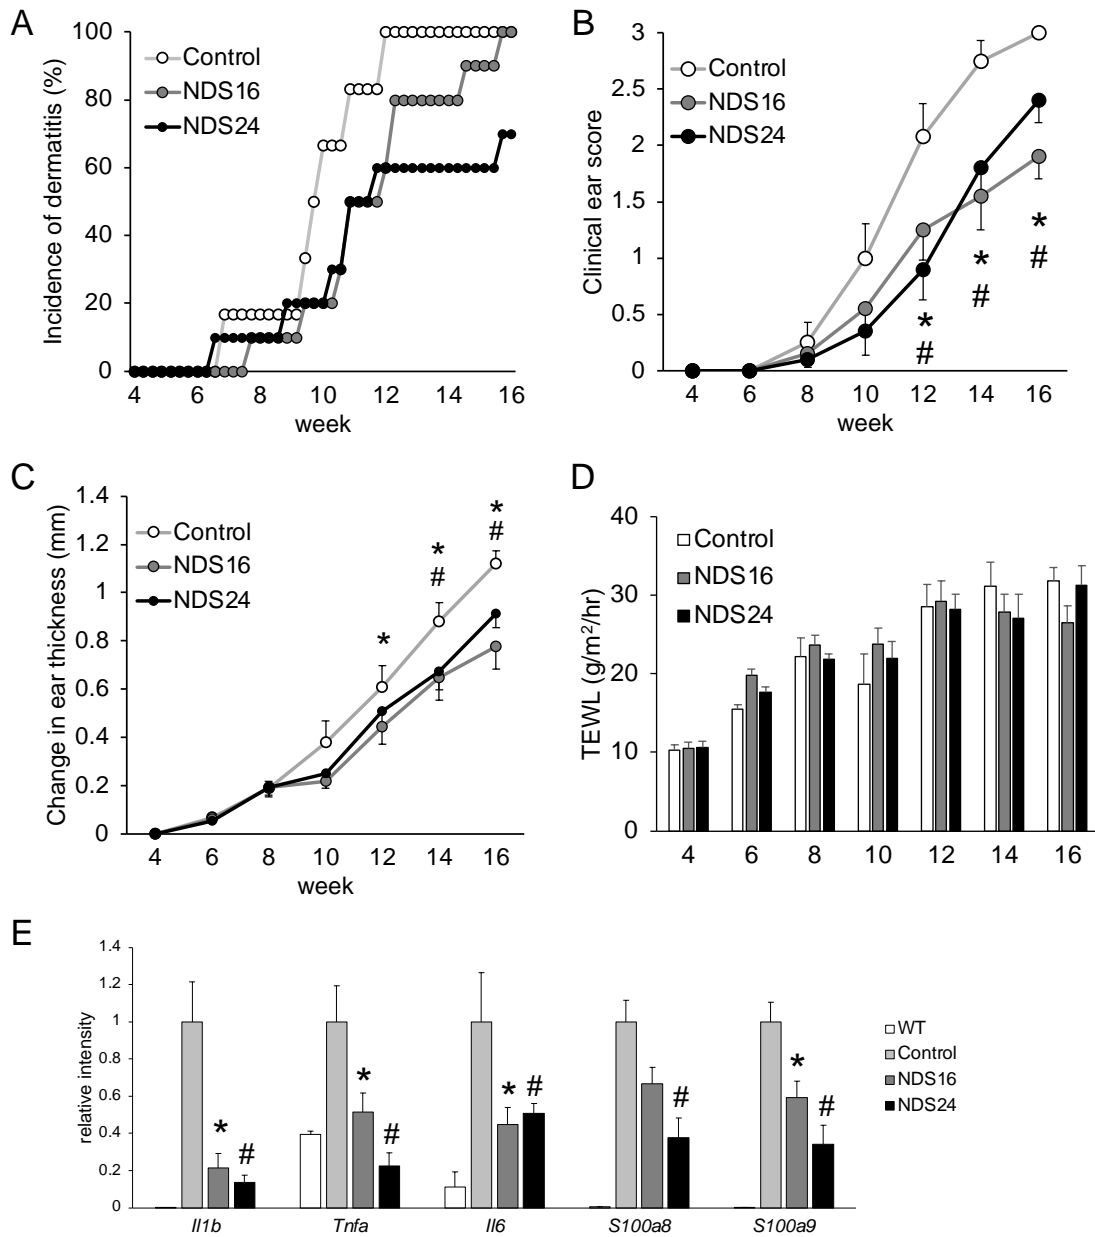 A
Incidence of dermatitis (%)
100
80
60
40
20
0
Control
NDS16
NDS24
4 6 8 10 12 14 16
week
B
Clinical ear score
3
2.5
2
1.5
1
0.5
0
Control
NDS16
NDS24
*
#
*
#
*
#
4 6 8 10 12 14 16
week
C
Change in ear thickness (mm)
1.4
1.2
1
0.8
0.6
0.4
0.2
0
Control
NDS16
NDS24
*
*
#
*
#
4 6 8 10 12 14 16
week
D
TEWL (g/m²/hr)
40
30
20
10
0
Control
NDS16
NDS24
4 6 8 10 12 14 16
E
relative intensity
1.4
1.2
1
0.8
0.6
0.4
0.2
0
* #
* #
* #
#
* #
Il1b Tnfa Il6 S100a8 S100a9
WT
Control
NDS16
NDS24